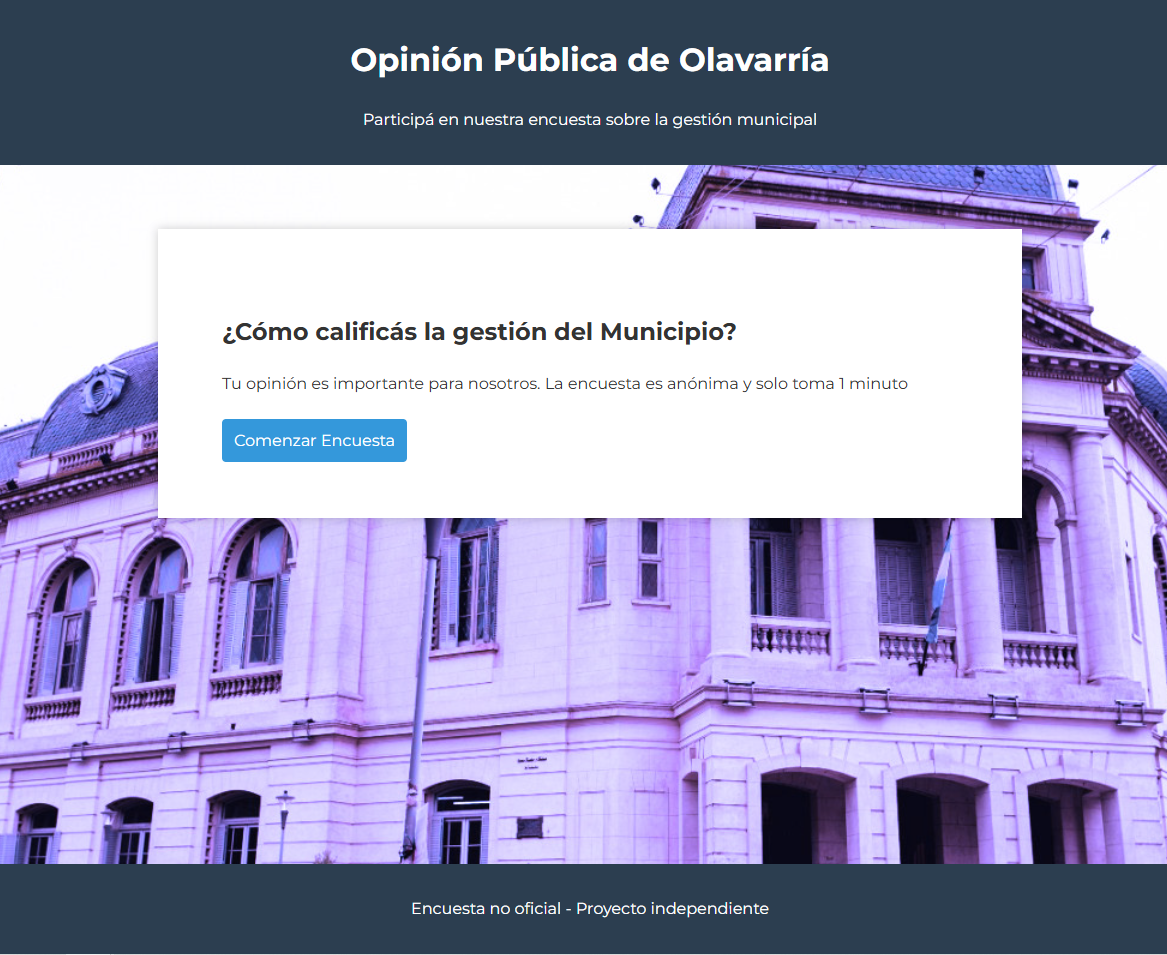 Opinión Pública de Olavarría
Participá en nuestra encuesta sobre la gestión municipal
¿Cómo calificás la gestión del Municipio?
Tu opinión es importante para nosotros. La encuesta es anónima y solo toma 1 minuto
Comenzar Encuesta
Encuesta no oficial - Proyecto independiente